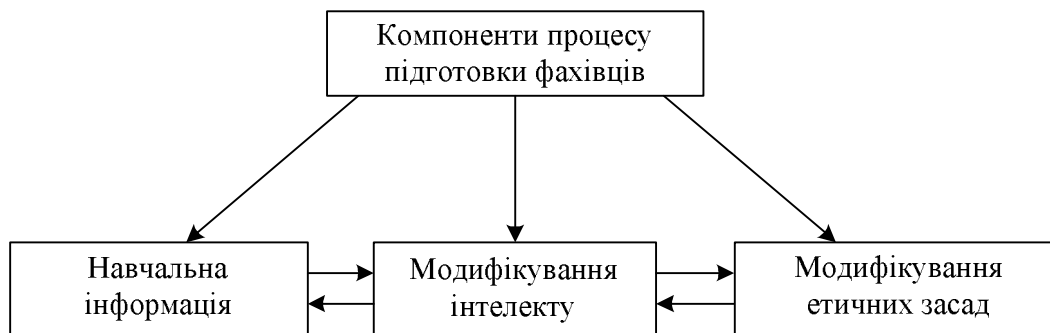 Компоненти процесу
підготовки фахівців
Навчальна
інформація
Модифікування
інтелекту
Модифікування
етичних засад